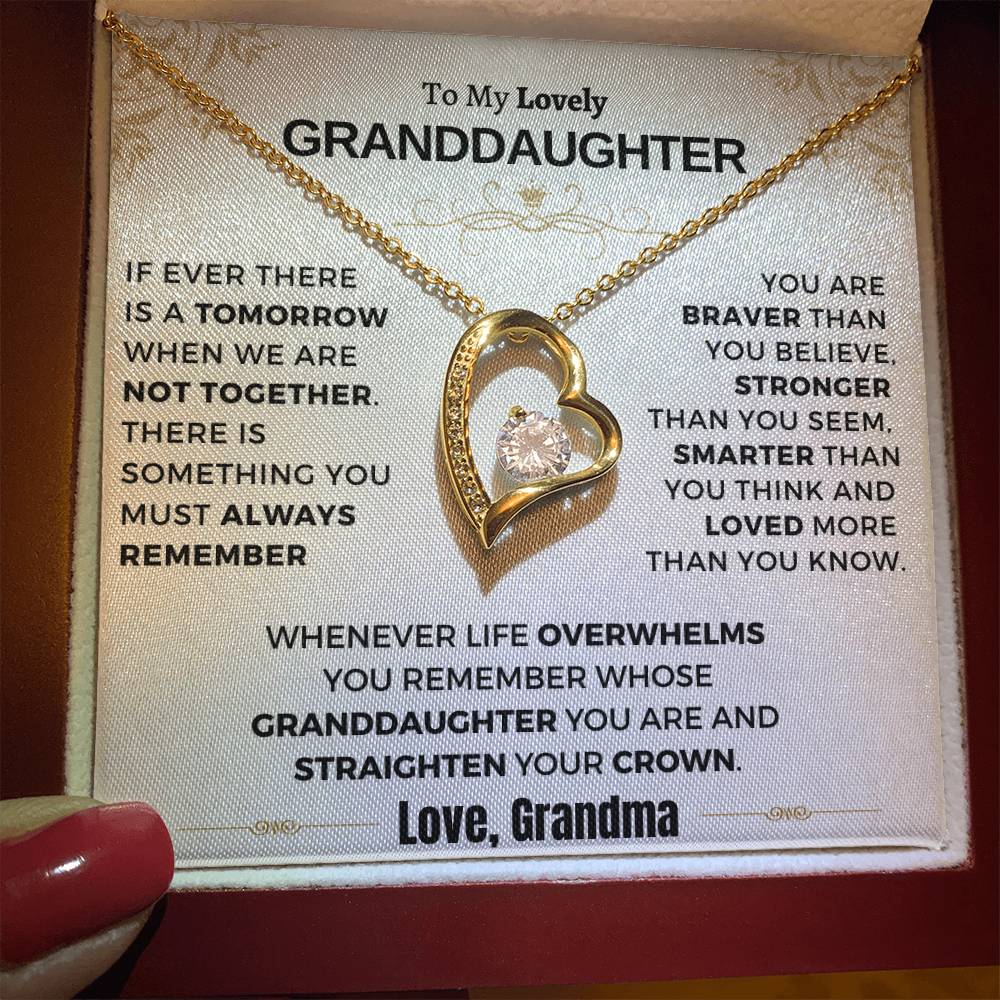 To My Lovely
GRANDDAUGHTER
IF EVER THERE
IS A TOMORROW
WHEN WE ARE
NOT TOGETHER.
THERE IS
SOMETHING YOU
MUST ALWAYS
REMEMBER
YOU ARE
BRAVER THAN
YOU BELIEVE,
STRONGER
THAN YOU SEEM,
SMARTER THAN
YOU THINK AND
LOVED MORE
THAN YOU KNOW.
WHENEVER LIFE OVERWHELMS
YOU REMEMBER WHOSE
GRANDDAUGHTER YOU ARE AND
STRAIGHTEN YOUR CROWN.
Love, Grandma